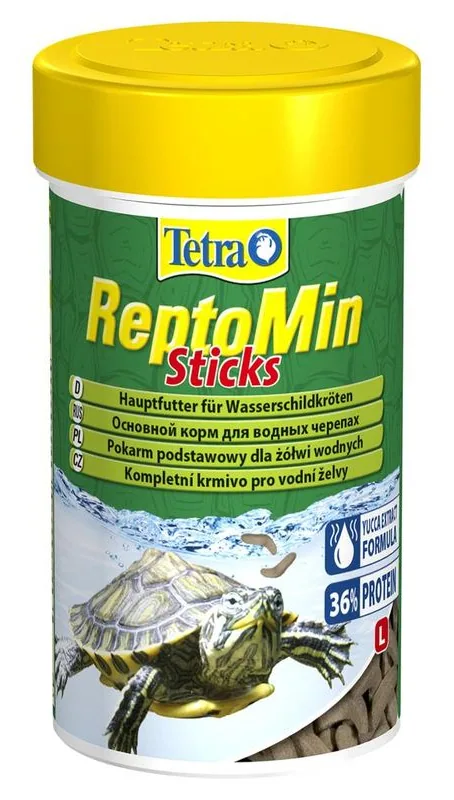 Tetra
ReptoMin
Sticks
D Hauptfutter für Wasserschildkröten
RUS Основной корм для водных черепах
PL Pokarm podstawowy dla żółwi wodnych
CZ Kompletní krmivo pro vodní želvy
YUCCA EXTRAKT
FORMULA
36% PROTEIN
L